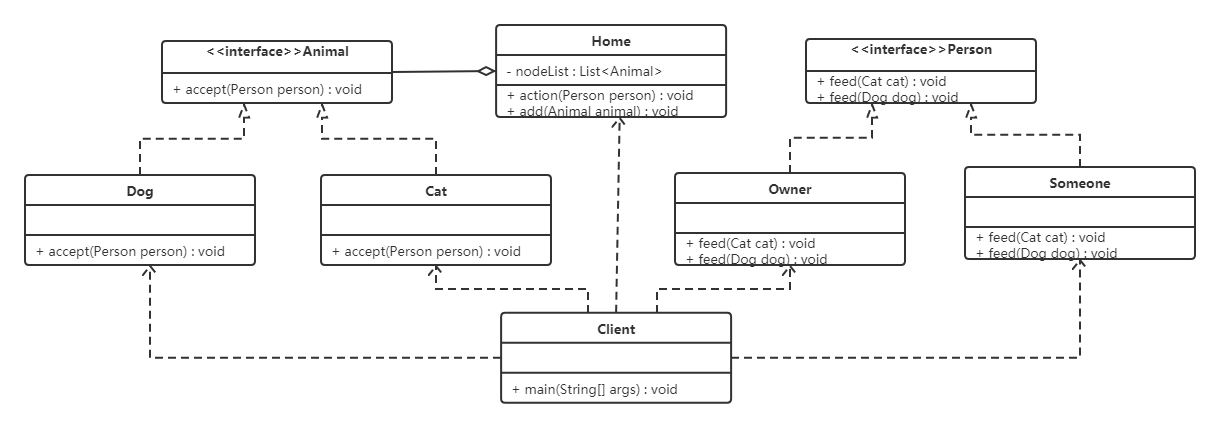 <<interface>>Animal
+ accept(Person person) : void
Home
- nodeList : List<Animal>
+ action(Person person) : void
+ add(Animal animal) : void
<<interface>>Person
+ feed(Cat cat) : void
+ feed(Dog dog) : void
Dog
+ accept(Person person) : void
Cat
+ accept(Person person) : void
Owner
+ feed(Cat cat) : void
+ feed(Dog dog) : void
Someone
+ feed(Cat cat) : void
+ feed(Dog dog) : void
Client
+ main(String[] args) : void